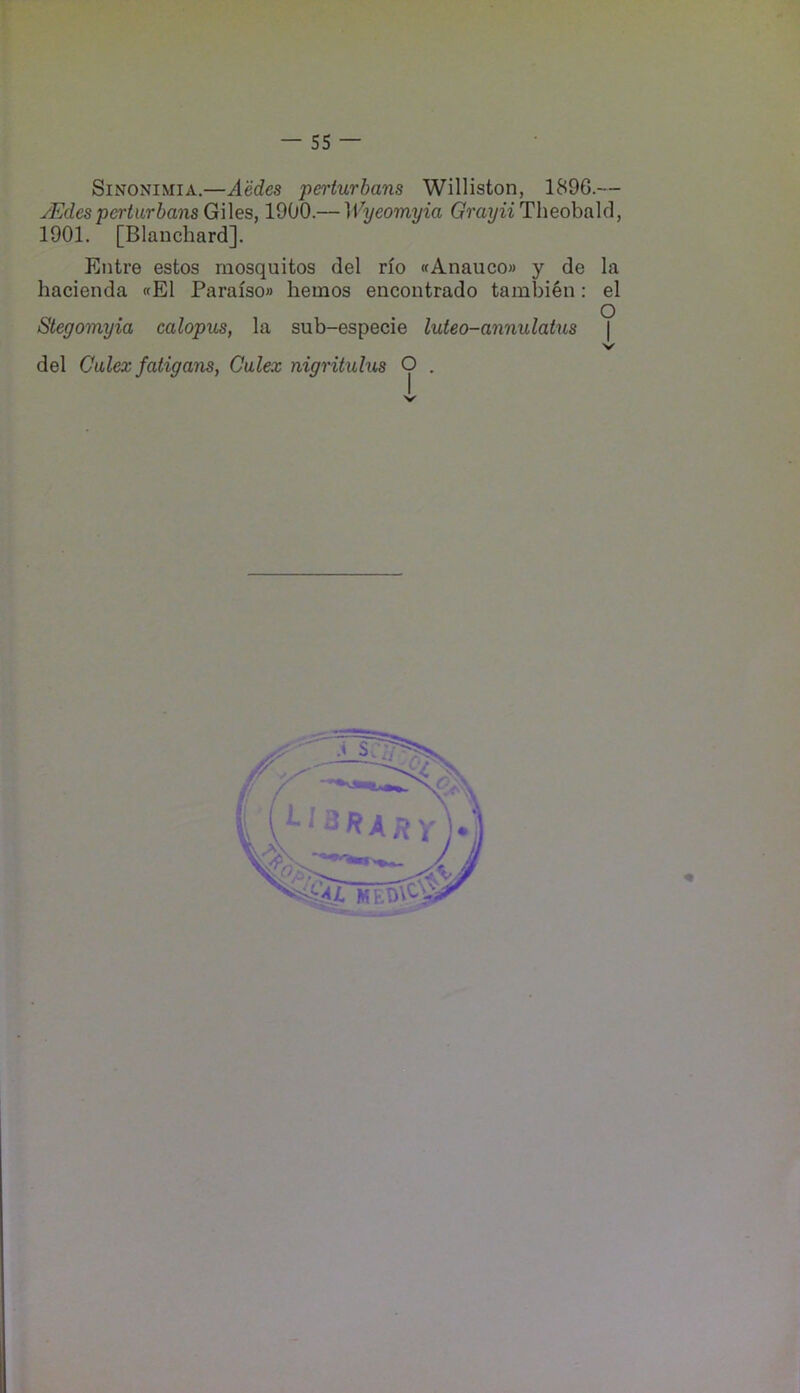 — 55 —
SINONIMIA.—Aëdes perturbans Williston, 1896.—
Ædes perturbans Giles, 1900.—Wyeomyia Grayii Theobald,
1901. [Blanchard].
Entre estos mosquitos del río «Anauco» y de la
hacienda «El Paraíso» hemos encontrado también: el
Stegomyia calopus, la sub-especie luteo-annulatus
del Culex fatigans, Culex nigritulus .
LIBRARY
TROPICAL MEDICINE